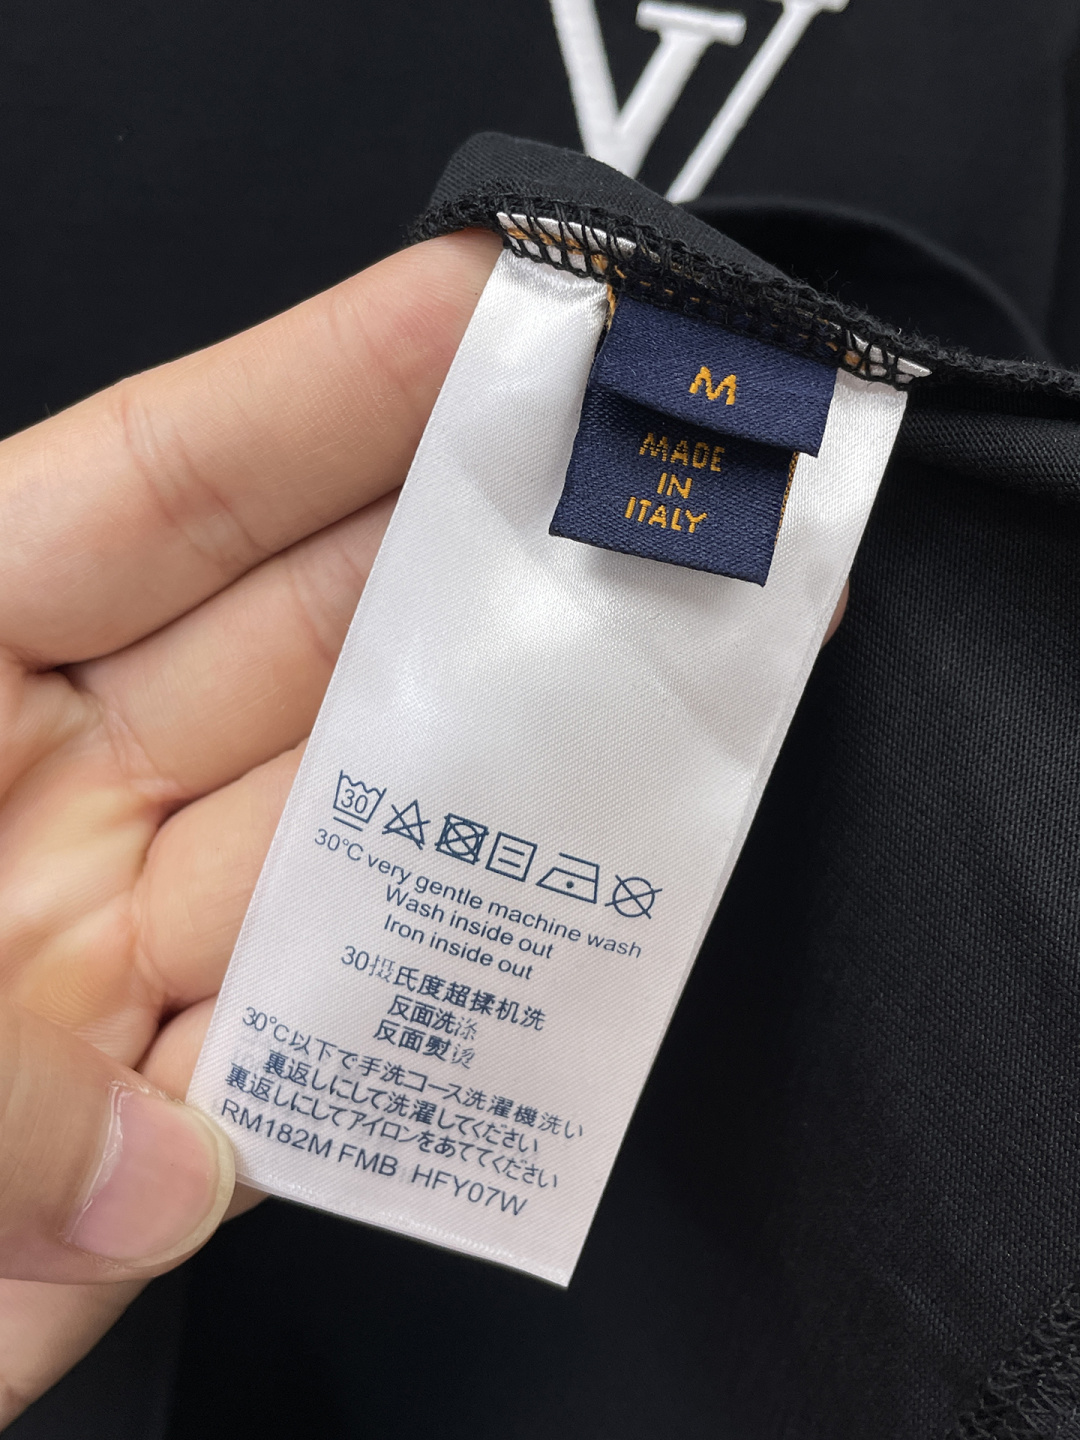 V
M
MADE
IN
ITALY
30
30°C very gentle machine wash
Wash inside out
Iron inside out
30摄氏度超揉机洗
反面洗涤
反面熨烫
30°C以下で手洗コース洗濯機洗い
裏返しにして洗濯してください
裏返しにしてアイロンをあててください
RM182M FMB HFY07W